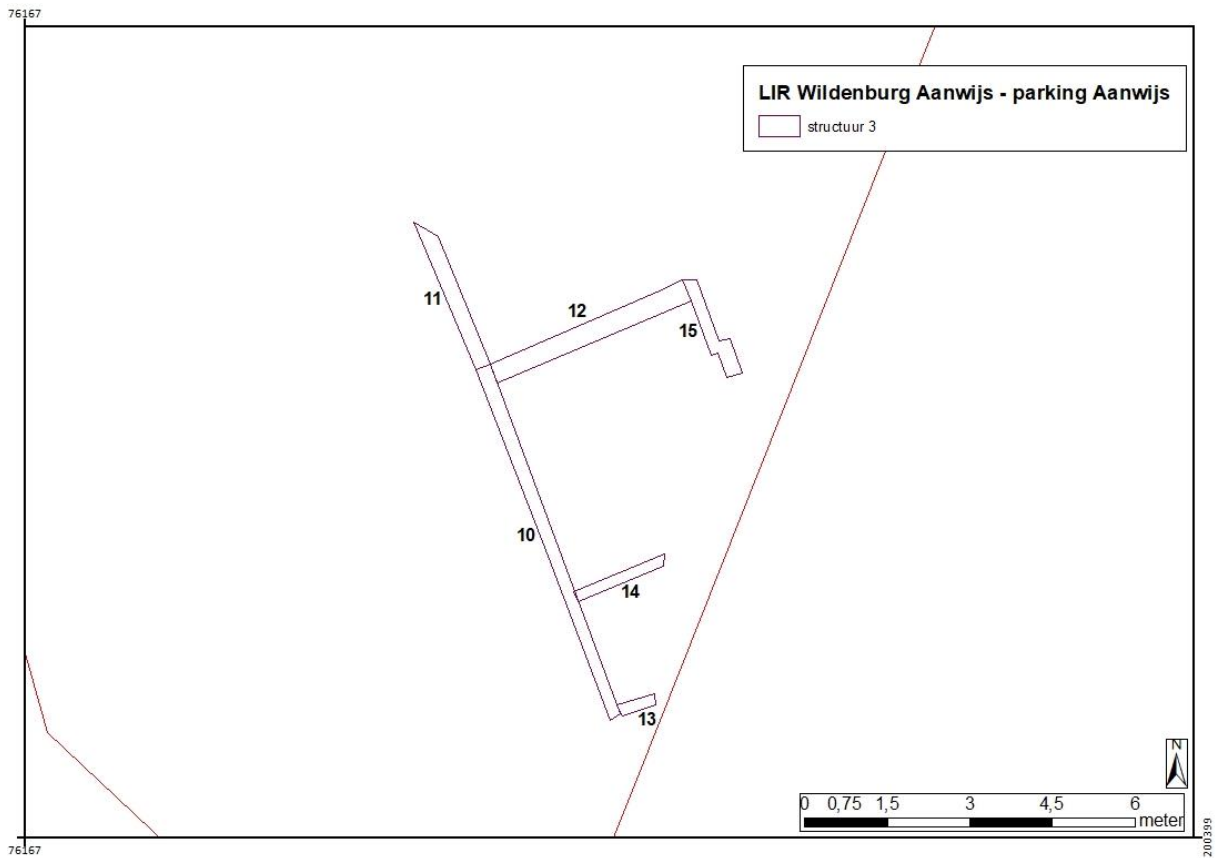 76167
LIR Wildenburg Aanwijs - parking Aanwijs
structuur 3
11
12
15
10
14
13
N
0 0,75 1,5 3 4,5 6
meter
76167
200399